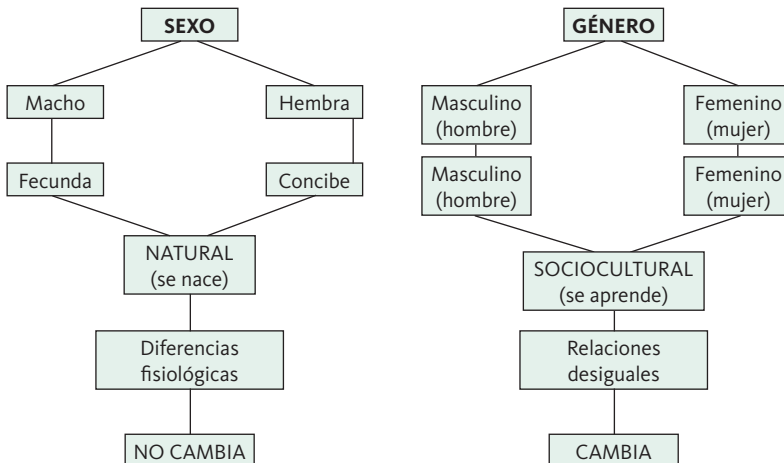 SEXO
Macho
Hembra
Fecunda
Concibe
NATURAL
(se nace)
Diferencias
fisiológicas
NO CAMBIA
GÉNERO
Masculino
(hombre)
Femenino
(mujer)
Masculino
(hombre)
Femenino
(mujer)
SOCIOCULTURAL
(se aprende)
Relaciones
desiguales
CAMBIA